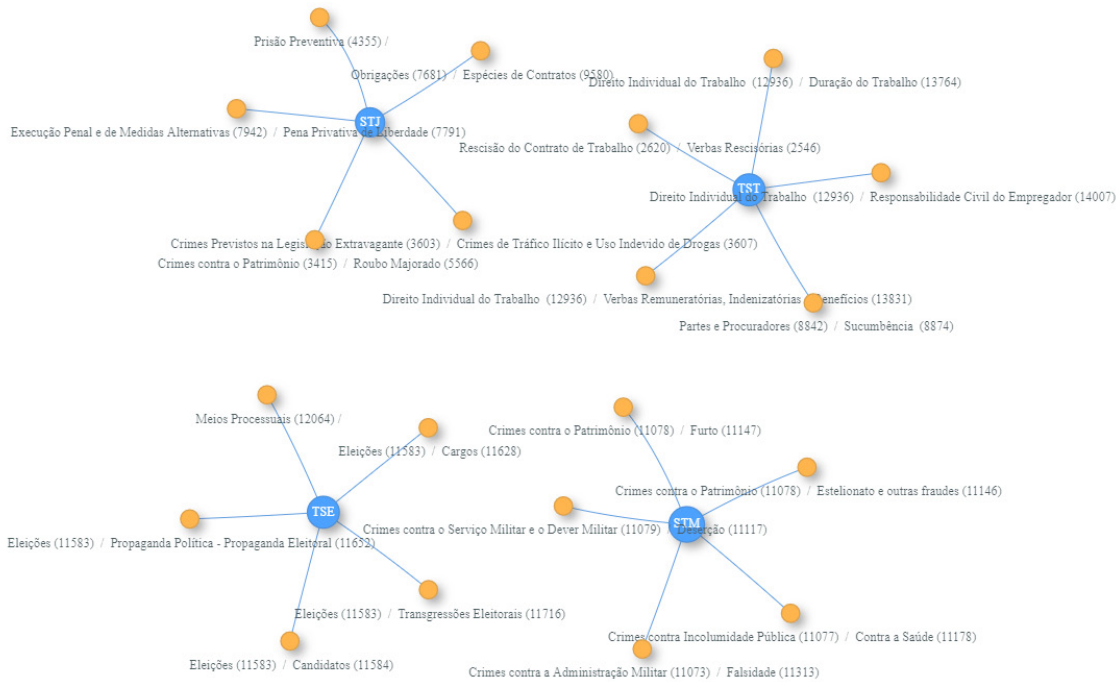 Prisão Preventiva (4355) /
Obrigações (7681) / Espécies de Contratos (9580)
STJ
Execução Penal e de Medidas Alternativas (7942) / Pena Privativa de Liberdade (7791)
Crimes Previstos na Legislação Extravagante (3603) / Crimes de Tráfico Ilícito e Uso Indevido de Drogas (3607)
Crimes contra o Patrimônio (3415) / Roubo Majorado (5566)
Direito Individual do Trabalho (12936) / Duração do Trabalho (13764)
Rescisão do Contrato de Trabalho (2620) / Verbas Rescisórias (2546)
TST
Direito Individual do Trabalho (12936) / Responsabilidade Civil do Empregador (14007)
Direito Individual do Trabalho (12936) / Verbas Remuneratórias, Indenizatórias e Benefícios (13831)
Partes e Procuradores (8842) / Sucumbência (8874)
Meios Processuais (12064) /
Eleições (11583) / Cargos (11628)
TSE
Eleições (11583) / Propaganda Política - Propaganda Eleitoral (11652)
Eleições (11583) / Transgressões Eleitorais (11716)
Eleições (11583) / Candidatos (11584)
Crimes contra o Patrimônio (11078) / Furto (11147)
Crimes contra o Patrimônio (11078) / Estelionato e outras fraudes (11146)
STM
Crimes contra o Serviço Militar e o Dever Militar (11079) / Deserção (11117)
Crimes contra Incolumidade Pública (11077) / Contra a Saúde (11178)
Crimes contra a Administração Militar (11073) / Falsidade (11313)